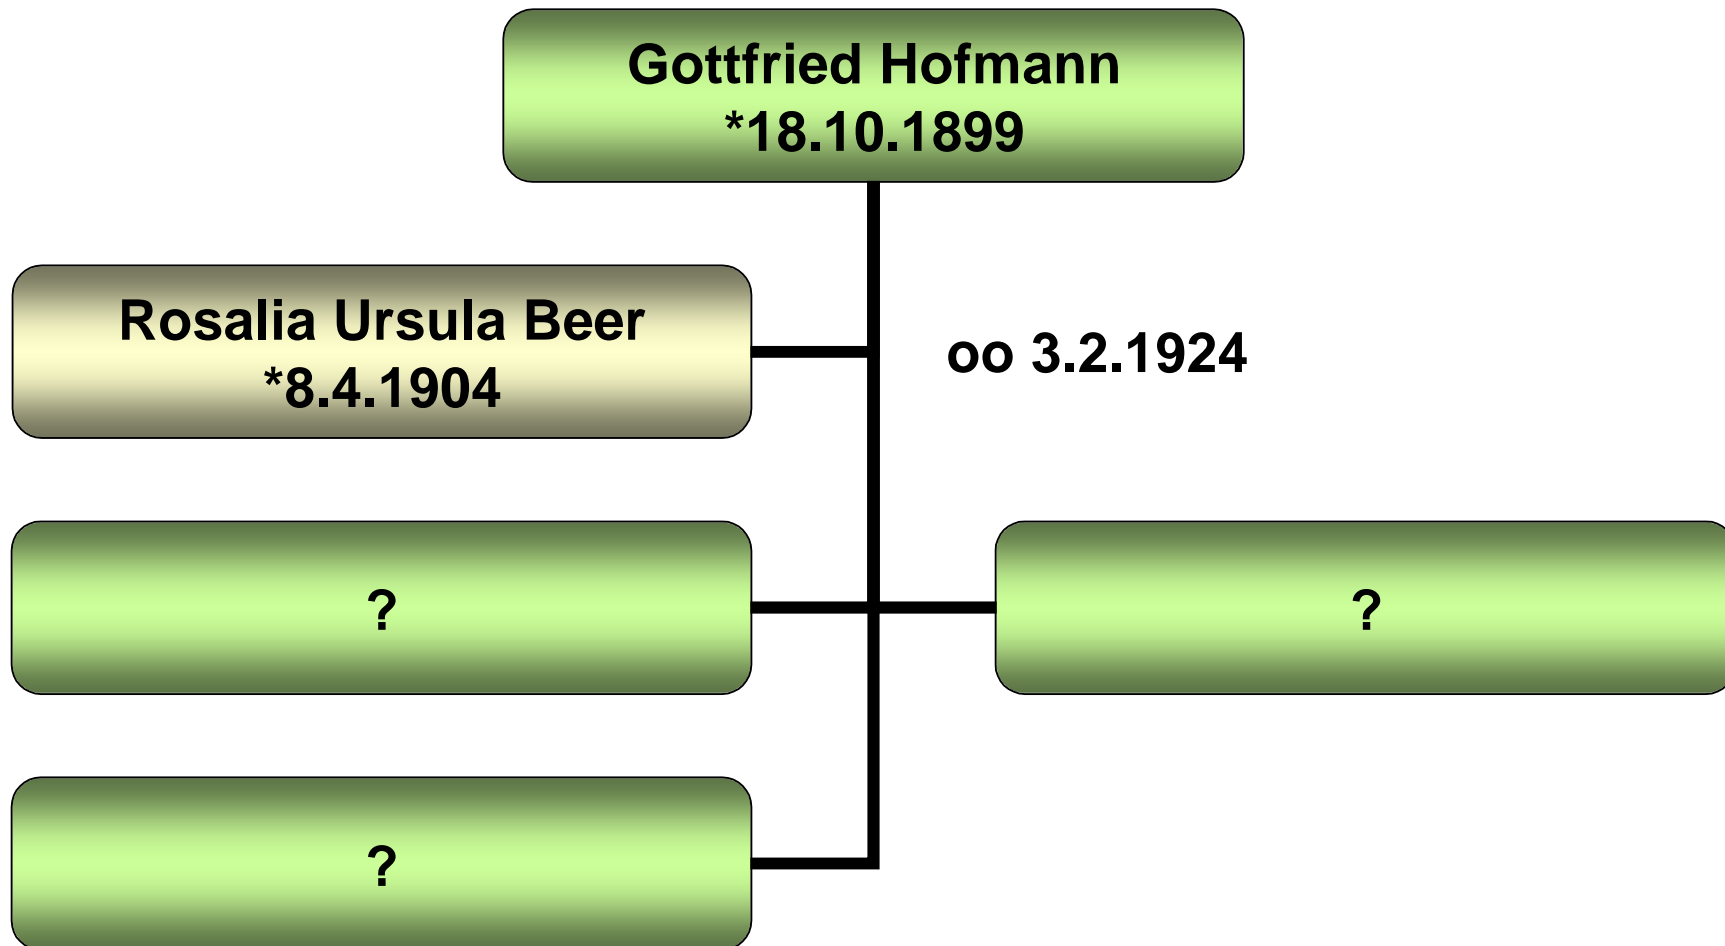 Gottfried Hofmann
*18.10.1899
Rosalia Ursula Beer
*8.4.1904
oo 3.2.1924
?
?
?